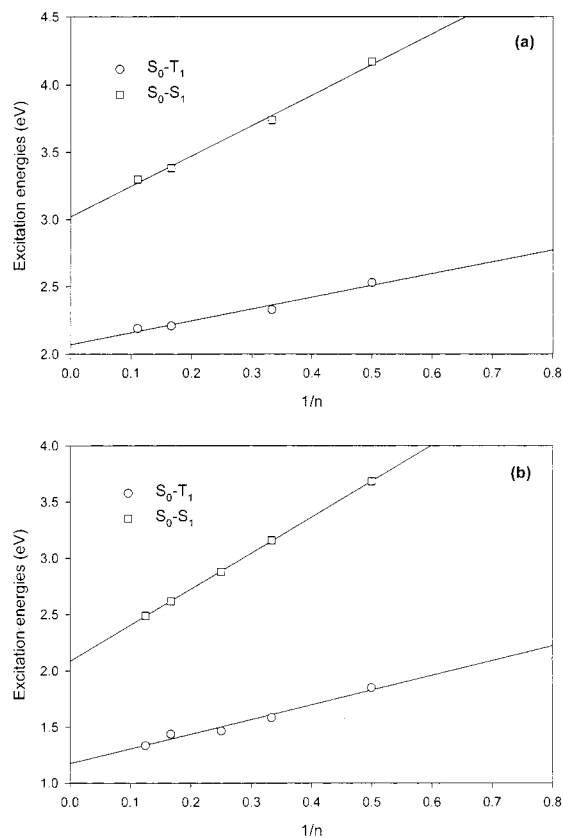 (a)
S₀-T₁
S₀-S₁
Excitation energies (eV)
4.5
4.0
3.5
3.0
2.5
2.0
0.0 0.1 0.2 0.3 0.4 0.5 0.6 0.7 0.8
1/n
(b)
S₀-T₁
S₀-S₁
Excitation energies (eV)
4.0
3.5
3.0
2.5
2.0
1.5
1.0
0.0 0.1 0.2 0.3 0.4 0.5 0.6 0.7 0.8
1/n